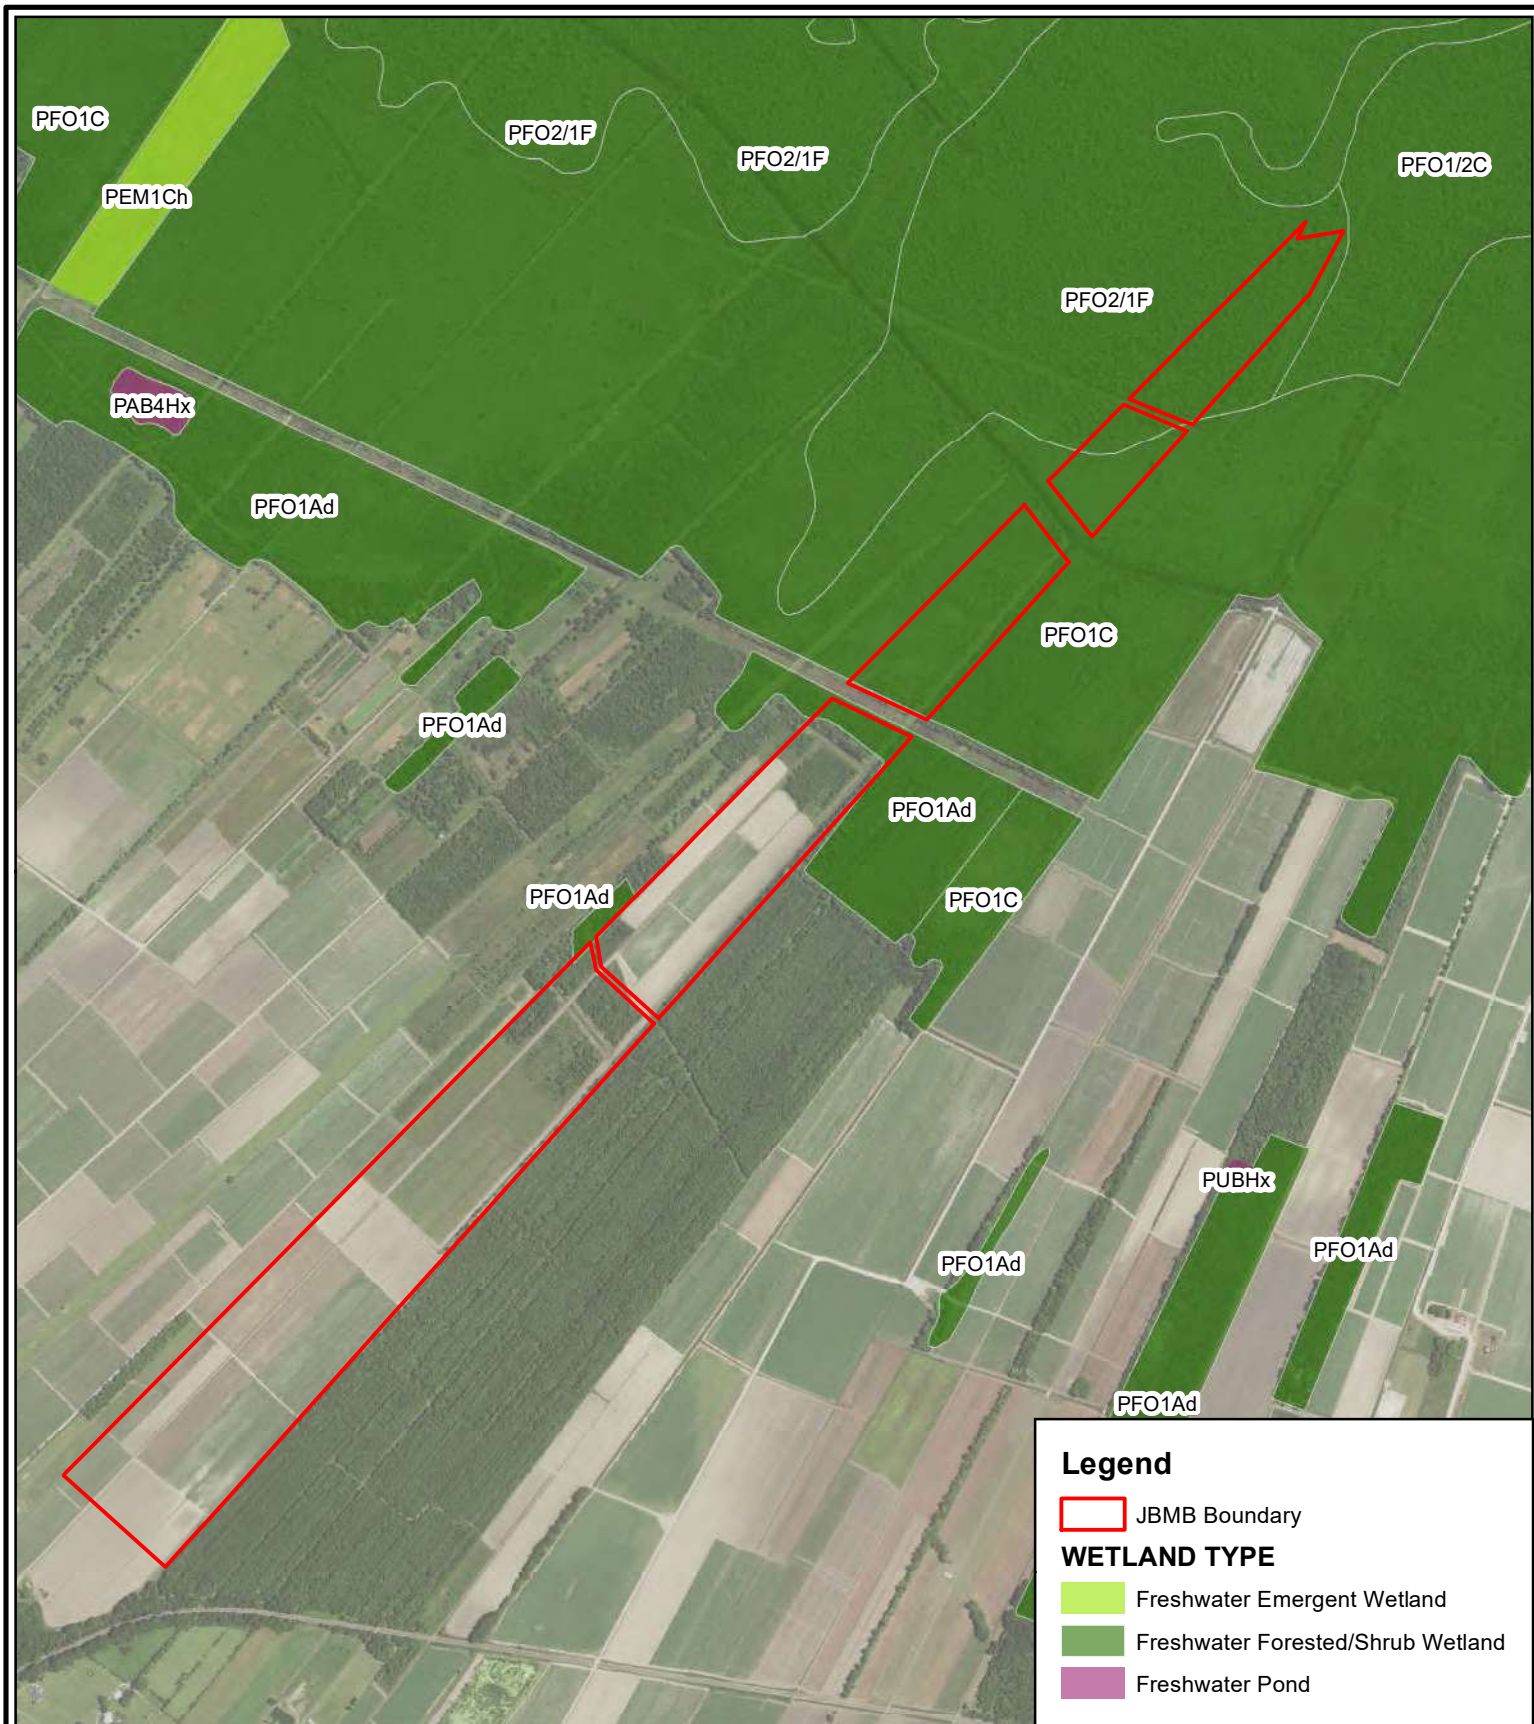 PFO1C
PFO2/1F
PFO2/1F
PFO1/2C
PEM1Ch
PFO2/1F
PAB4Hx
PFO1Ad
PFO1C
PFO1Ad
PFO1Ad
PFO1Ad
PFO1C
PUBHx
PFO1Ad
PFO1Ad
PFO1Ad
Legend
JBMB Boundary
WETLAND TYPE
Freshwater Emergent Wetland
Freshwater Forested/Shrub Wetland
Freshwater Pond